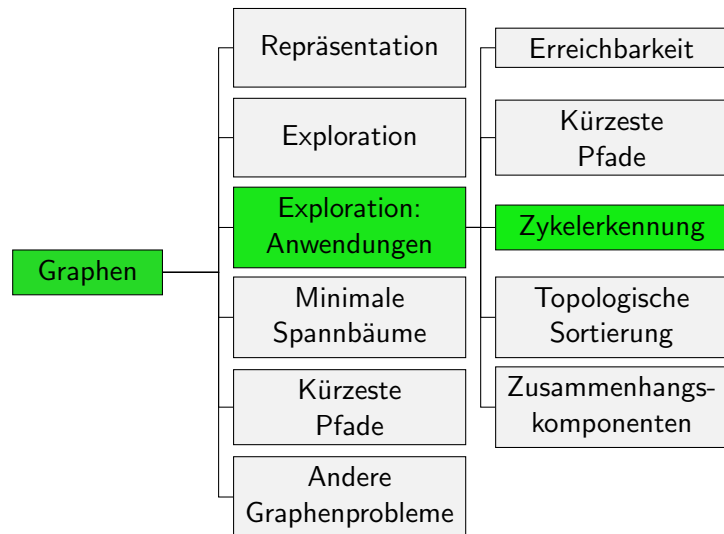 Graphen
Repräsentation
Exploration
Exploration:
Anwendungen
Minimale
Spannbäume
Kürzeste
Pfade
Andere
Graphenprobleme
Erreichbarkeit
Kürzeste
Pfade
Zykelerkennung
Topologische
Sortierung
Zusammenhangs-
komponenten